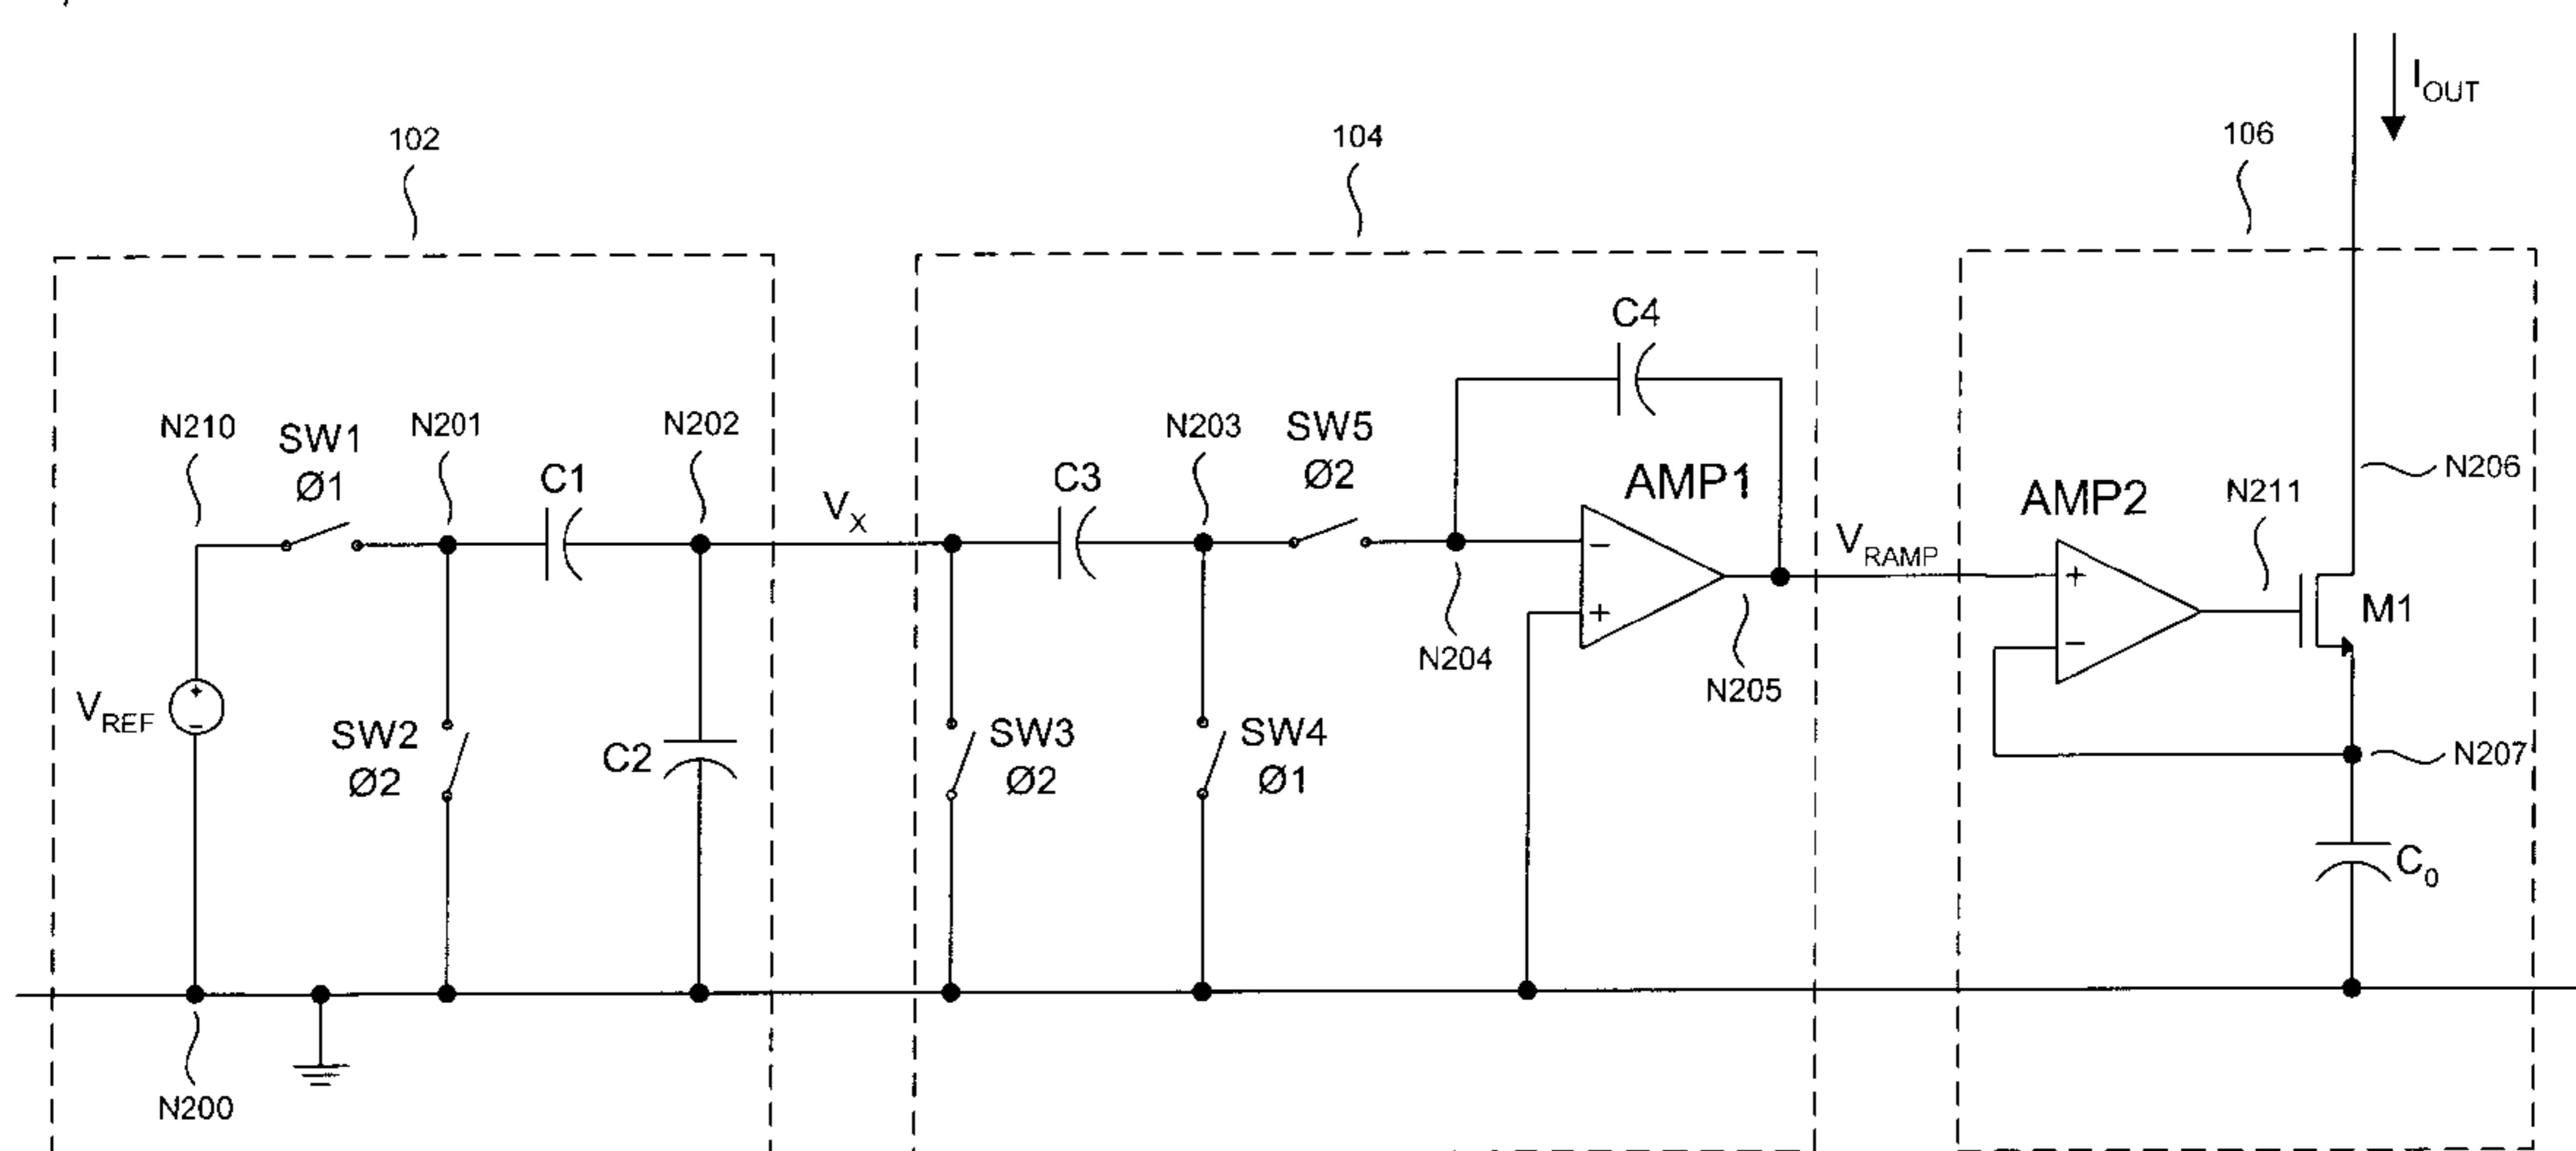 I_OUT
102
104
106
C4
N210
SW1
Ø1
N201
C1
N202
V_X
C3
N203
SW5
Ø2
AMP1
AMP2
N211
N206
V_RAMP
M1
−
+
+
−
N204
N205
V_REF
+
−
SW2
Ø2
C2
SW3
Ø2
SW4
Ø1
N207
C_0
N200